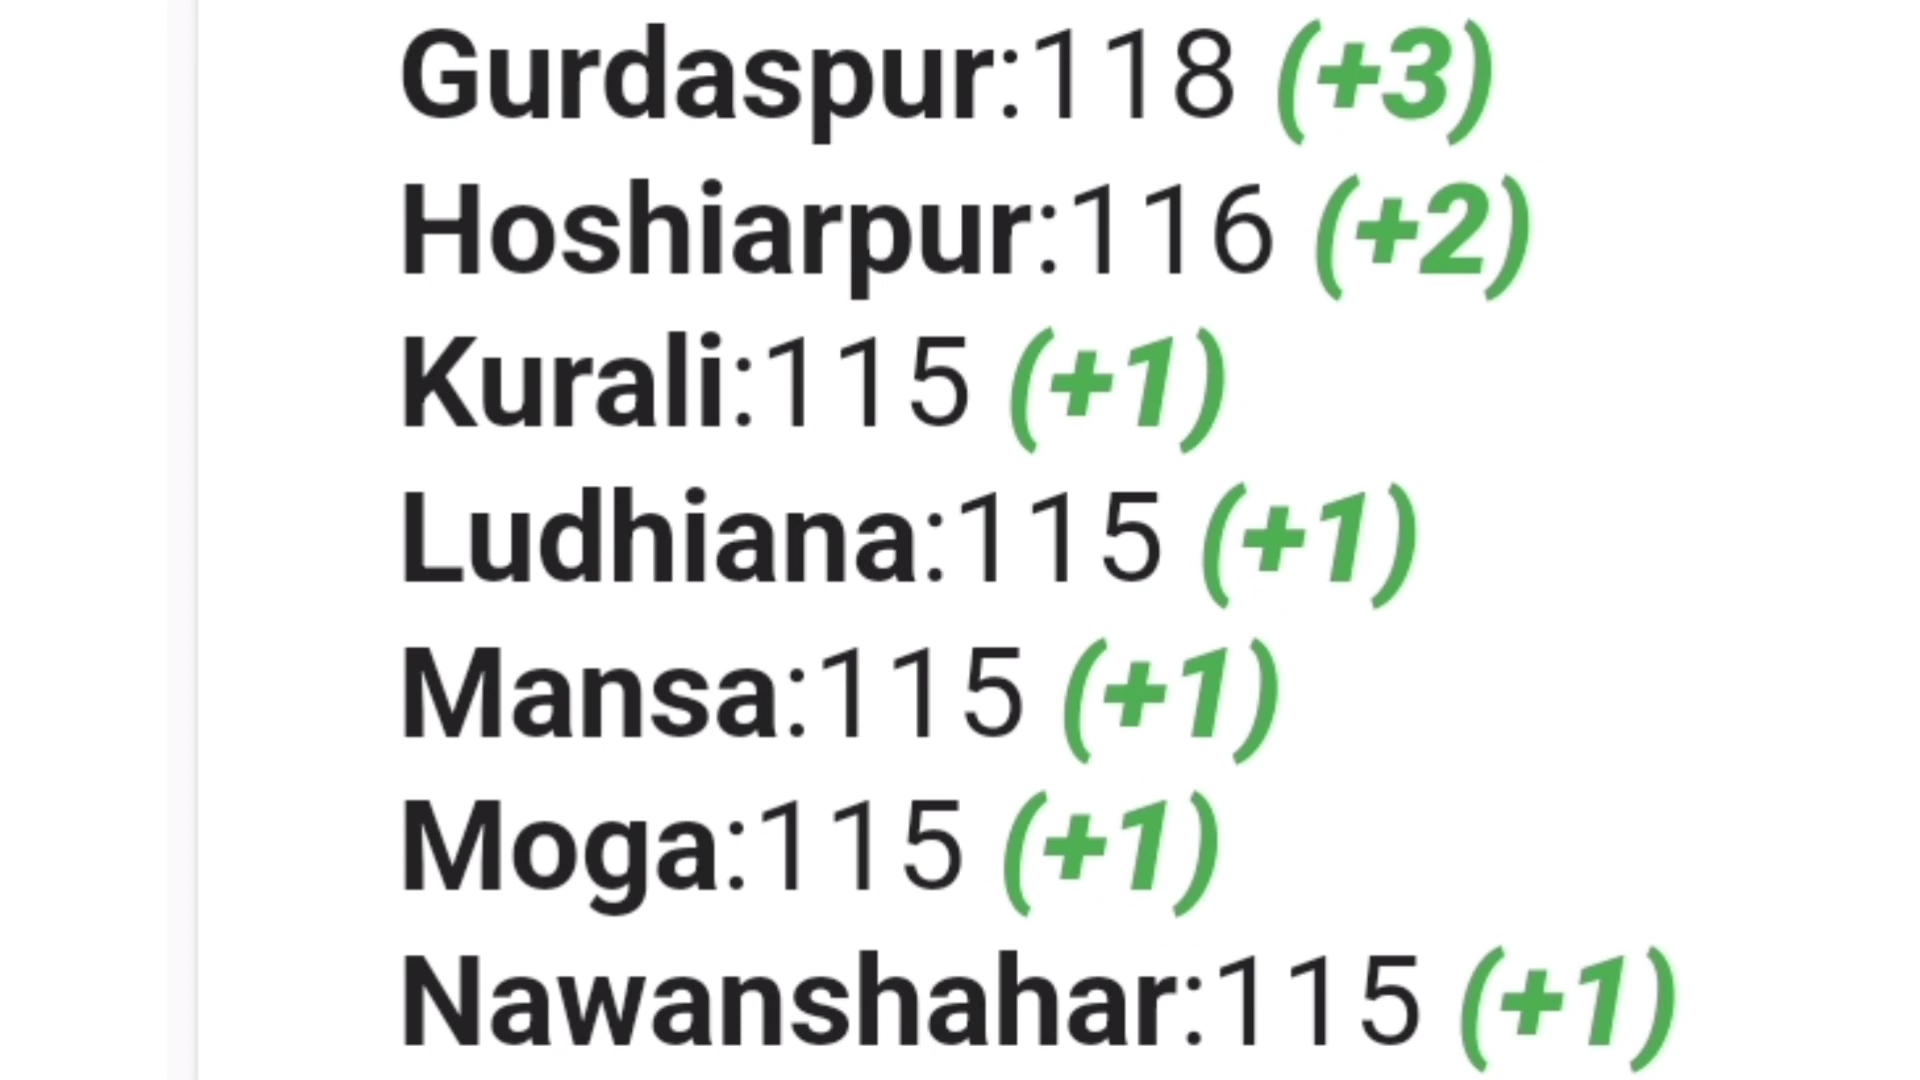 Gurdaspur:118 (+3)
Hoshiarpur:116 (+2)
Kurali:115 (+1)
Ludhiana:115 (+1)
Mansa:115 (+1)
Moga:115 (+1)
Nawanshahar:115 (+1)